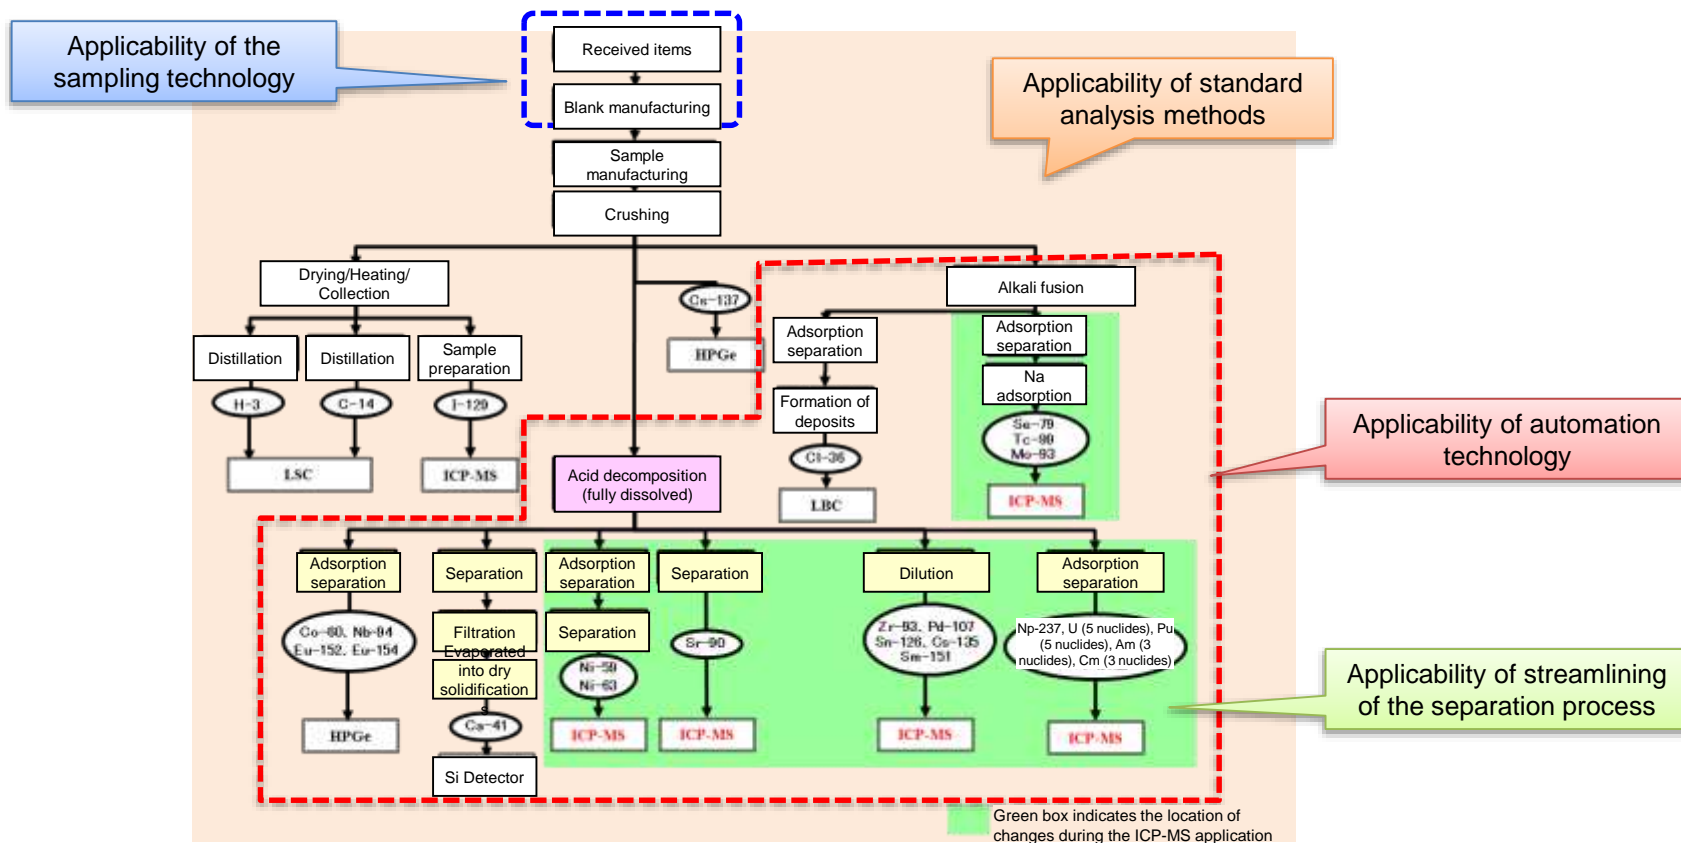 Applicability of the
sampling technology
Received items
Blank manufacturing
Applicability of standard
analysis methods
Sample
manufacturing
Crushing
Drying/Heating/
Collection
Cs-137
HPGe
Alkali fusion
Distillation
Distillation
Sample
preparation
H-3
C-14
I-129
LSC
ICP-MS
Adsorption
separation
Formation of
deposits
Cl-36
LBC
Adsorption
separation
Na
adsorption
Se-79
Tc-99
Mo-93
ICP-MS
Applicability of automation
technology
Acid decomposition
(fully dissolved)
Adsorption
separation
Co-60, Nb-94
Eu-152, Eu-154
HPGe
Separation
Filtration
Evaporated
into dry
solidification
s
Ca-41
Si Detector
Adsorption
separation
Separation
Ni-59
Ni-63
ICP-MS
Separation
Sr-90
ICP-MS
Dilution
Zr-93, Pd-107
Sn-126, Cs-135
Sm-151
ICP-MS
Adsorption
separation
Np-237, U (5 nuclides), Pu
(5 nuclides), Am (3
nuclides), Cm (3 nuclides)
ICP-MS
Applicability of streamlining
of the separation process
Green box indicates the location of
changes during the ICP-MS application